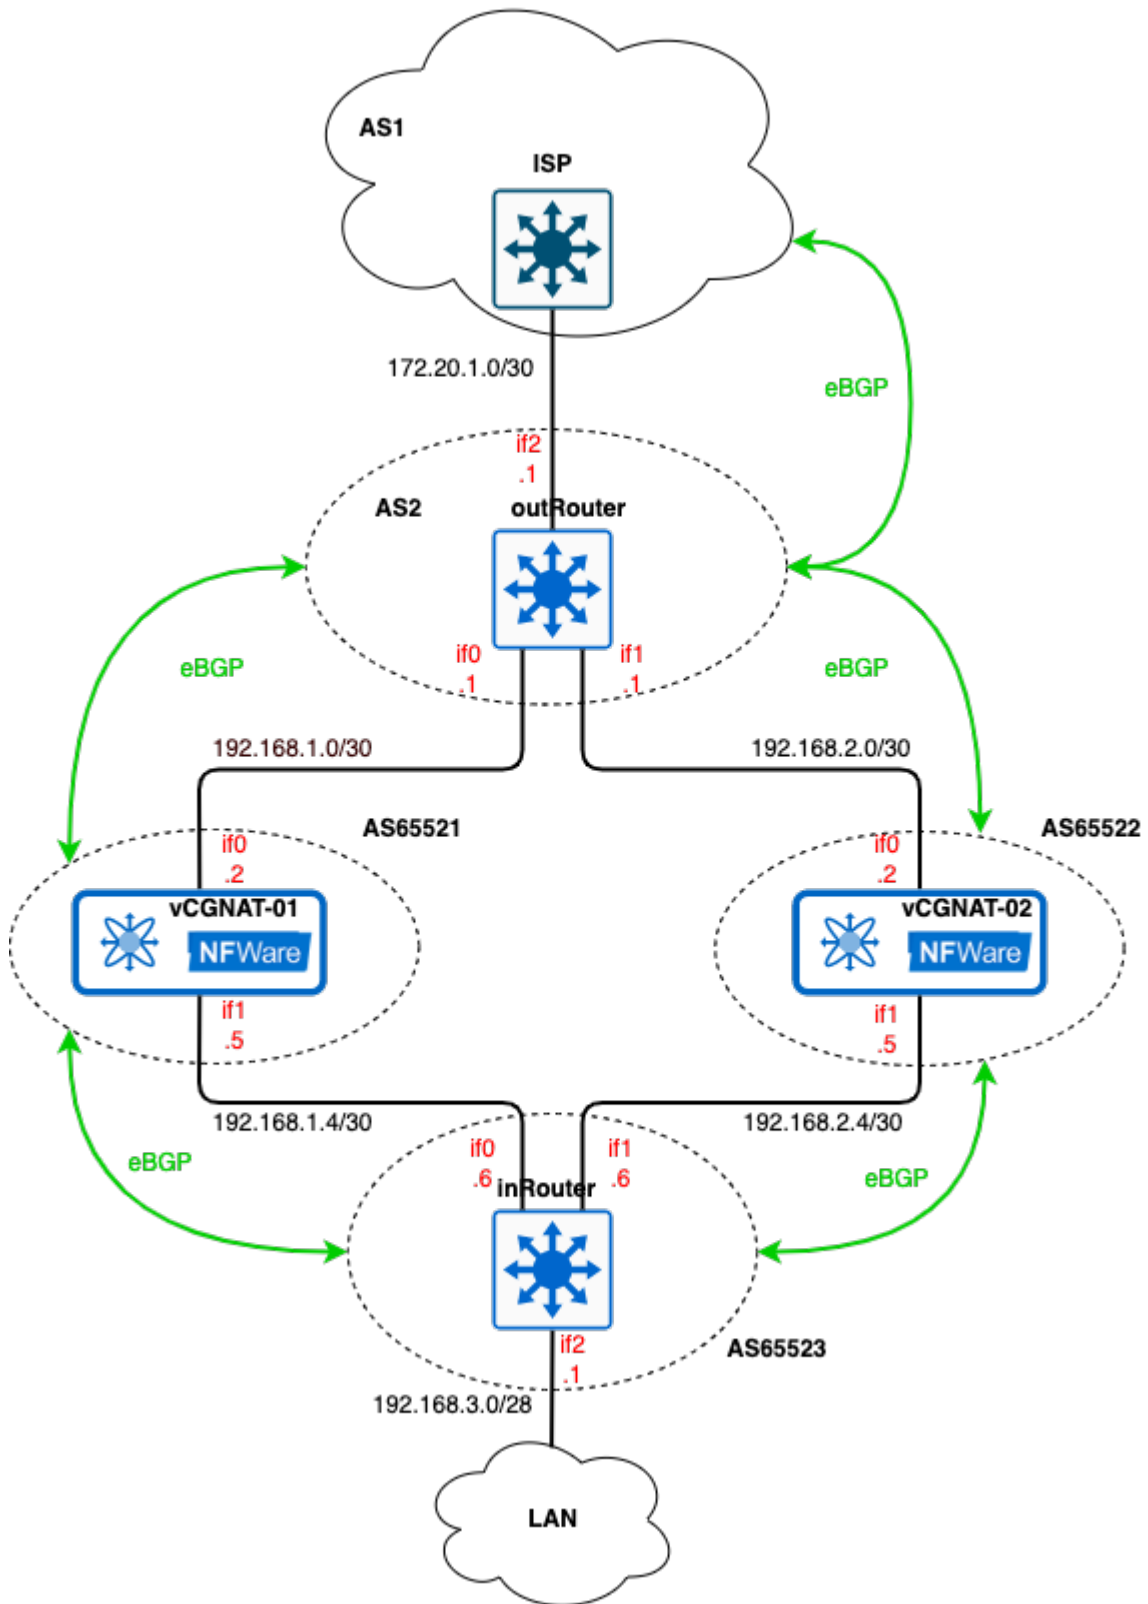 AS1
ISP
172.20.1.0/30
eBGP
if2
.1
AS2
outRouter
if0
.1
if1
.1
eBGP
eBGP
192.168.1.0/30
192.168.2.0/30
AS65521
AS65522
if0
.2
if0
.2
vCGNAT-01
NFWare
vCGNAT-02
NFWare
if1
.5
if1
.5
192.168.1.4/30
192.168.2.4/30
eBGP
if0
.6
if1
.6
eBGP
inRouter
if2
.1
AS65523
192.168.3.0/28
LAN